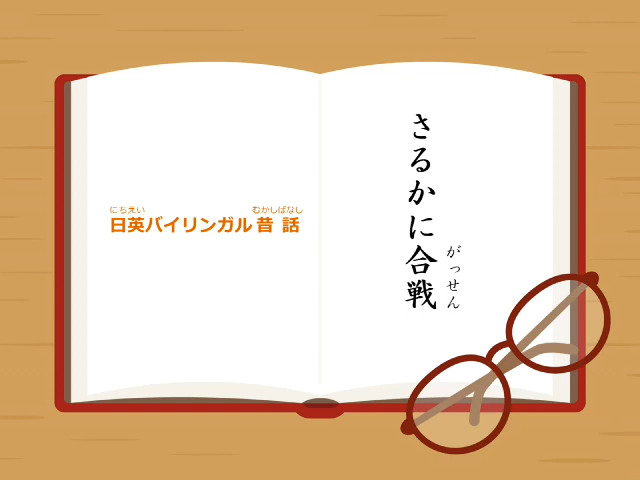 にちえい むかしばなし
日英バイリンガル 昔話
さるかに合戦
がっせん